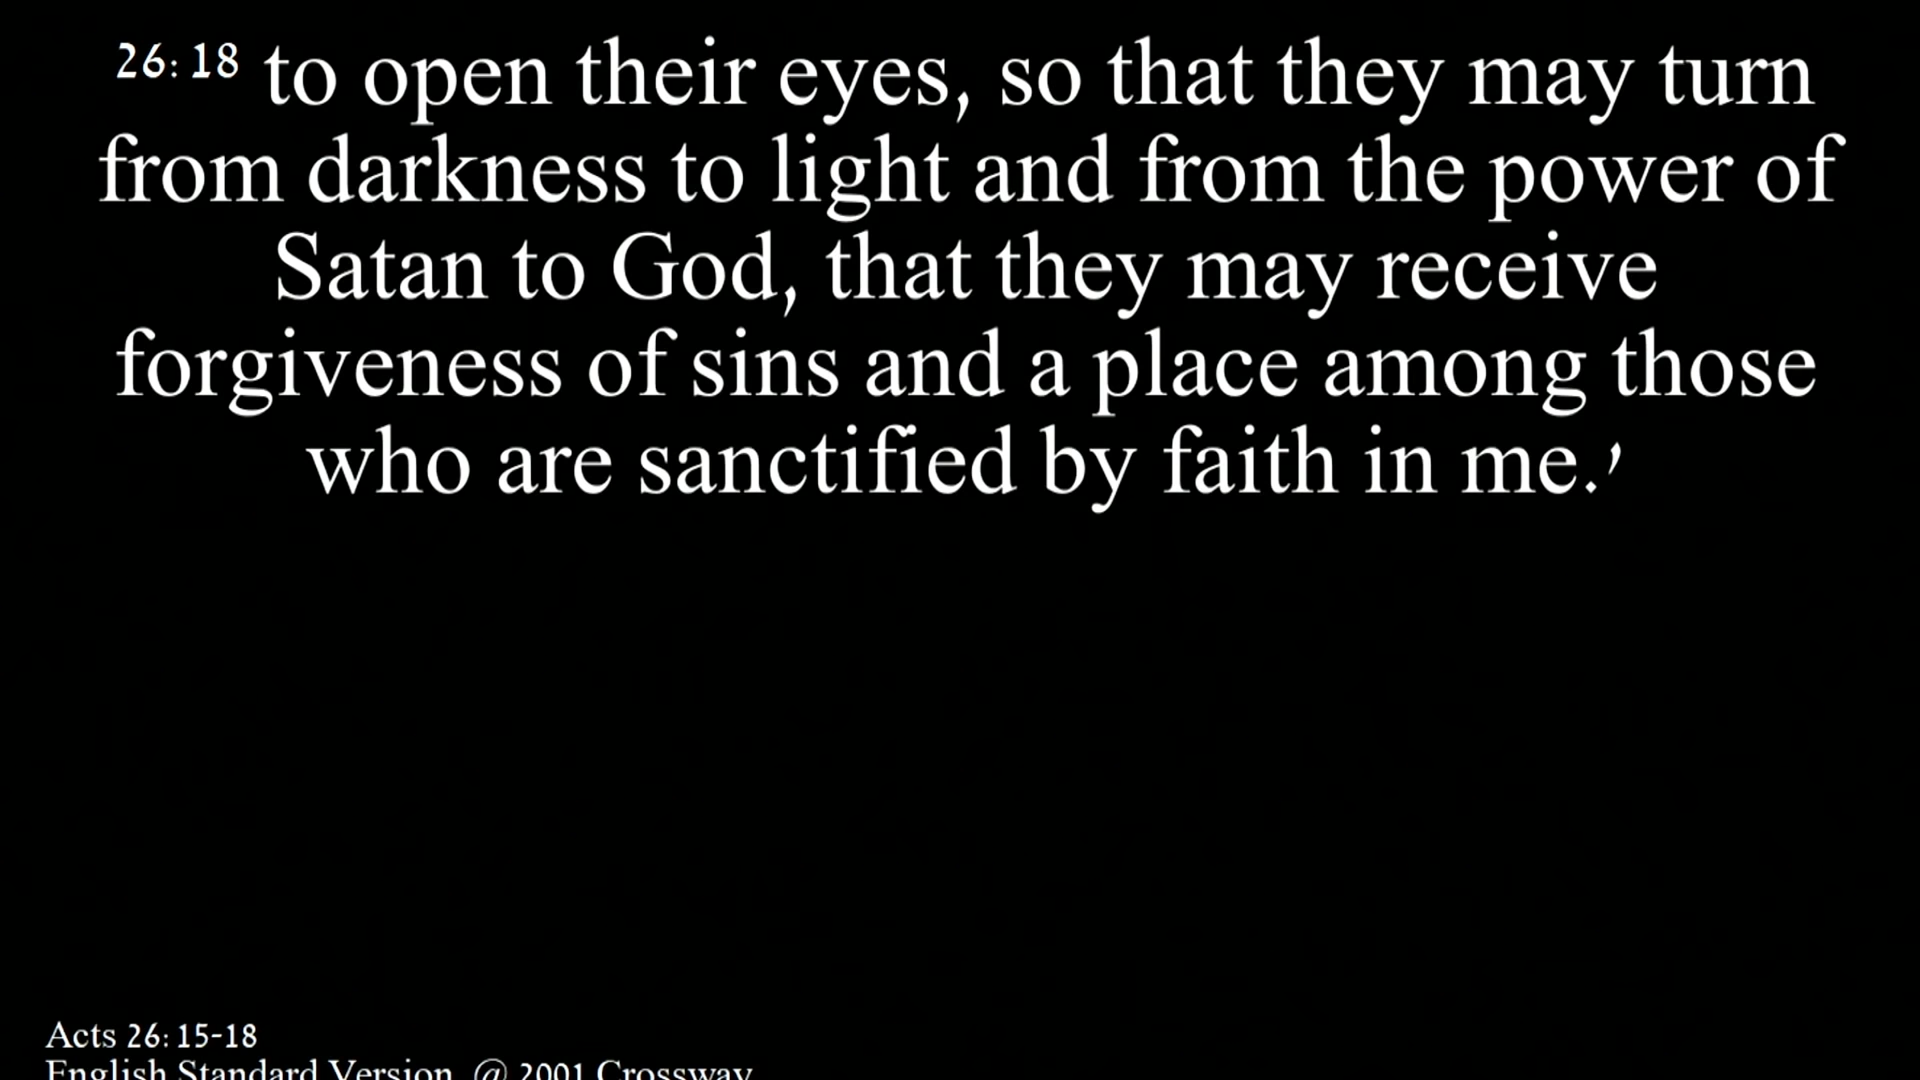 26:18 to open their eyes, so that they may turn
from darkness to light and from the power of
Satan to God, that they may receive
forgiveness of sins and a place among those
who are sanctified by faith in me.'
Acts 26:15-18
English Standard Version, @ 2001 Crossway